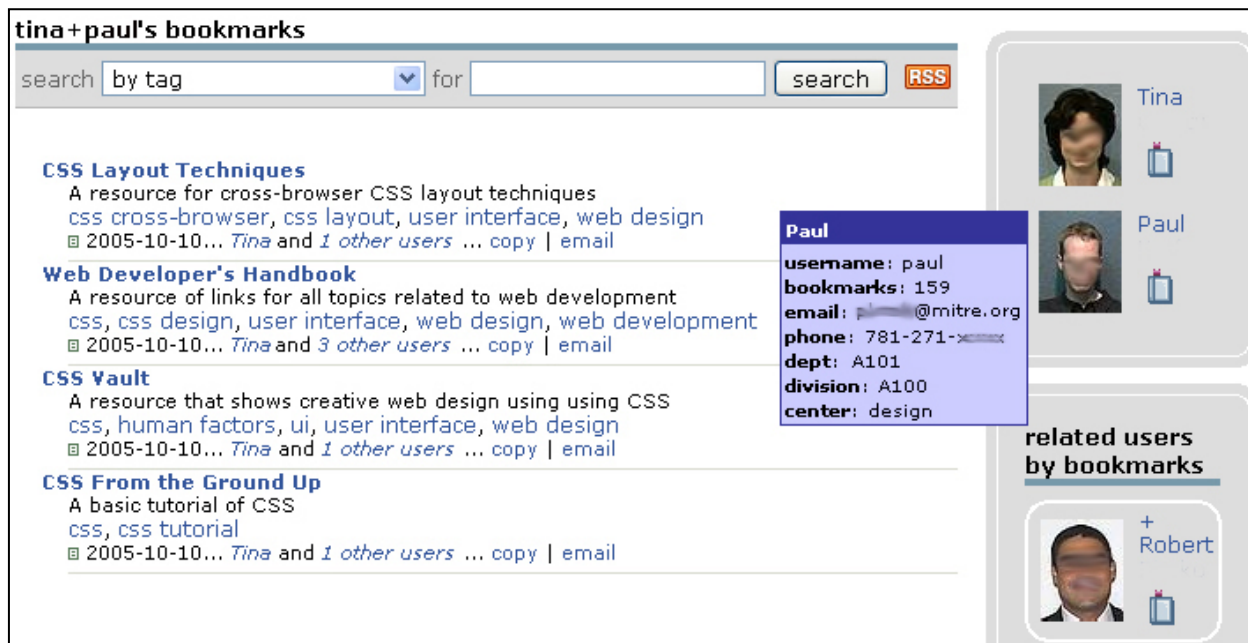 tina+paul's bookmarks
search by tag for search RSS
CSS Layout Techniques
A resource for cross-browser CSS layout techniques
css cross-browser, css layout, user interface, web design
2005-10-10... Tina and 1 other users ... copy | email
Web Developer's Handbook
A resource of links for all topics related to web development
css, css design, user interface, web design, web development
2005-10-10... Tina and 3 other users ... copy | email
CSS Vault
A resource that shows creative web design using using CSS
css, human factors, ui, user interface, web design
2005-10-10... Tina and 1 other users ... copy | email
CSS From the Ground Up
A basic tutorial of CSS
css, css tutorial
2005-10-10... Tina and 1 other users ... copy | email
Paul
username: paul
bookmarks: 159
email: @mitre.org
phone: 781-271-
dept: A101
division: A100
center: design
Tina
Paul
related users
by bookmarks
+
Robert